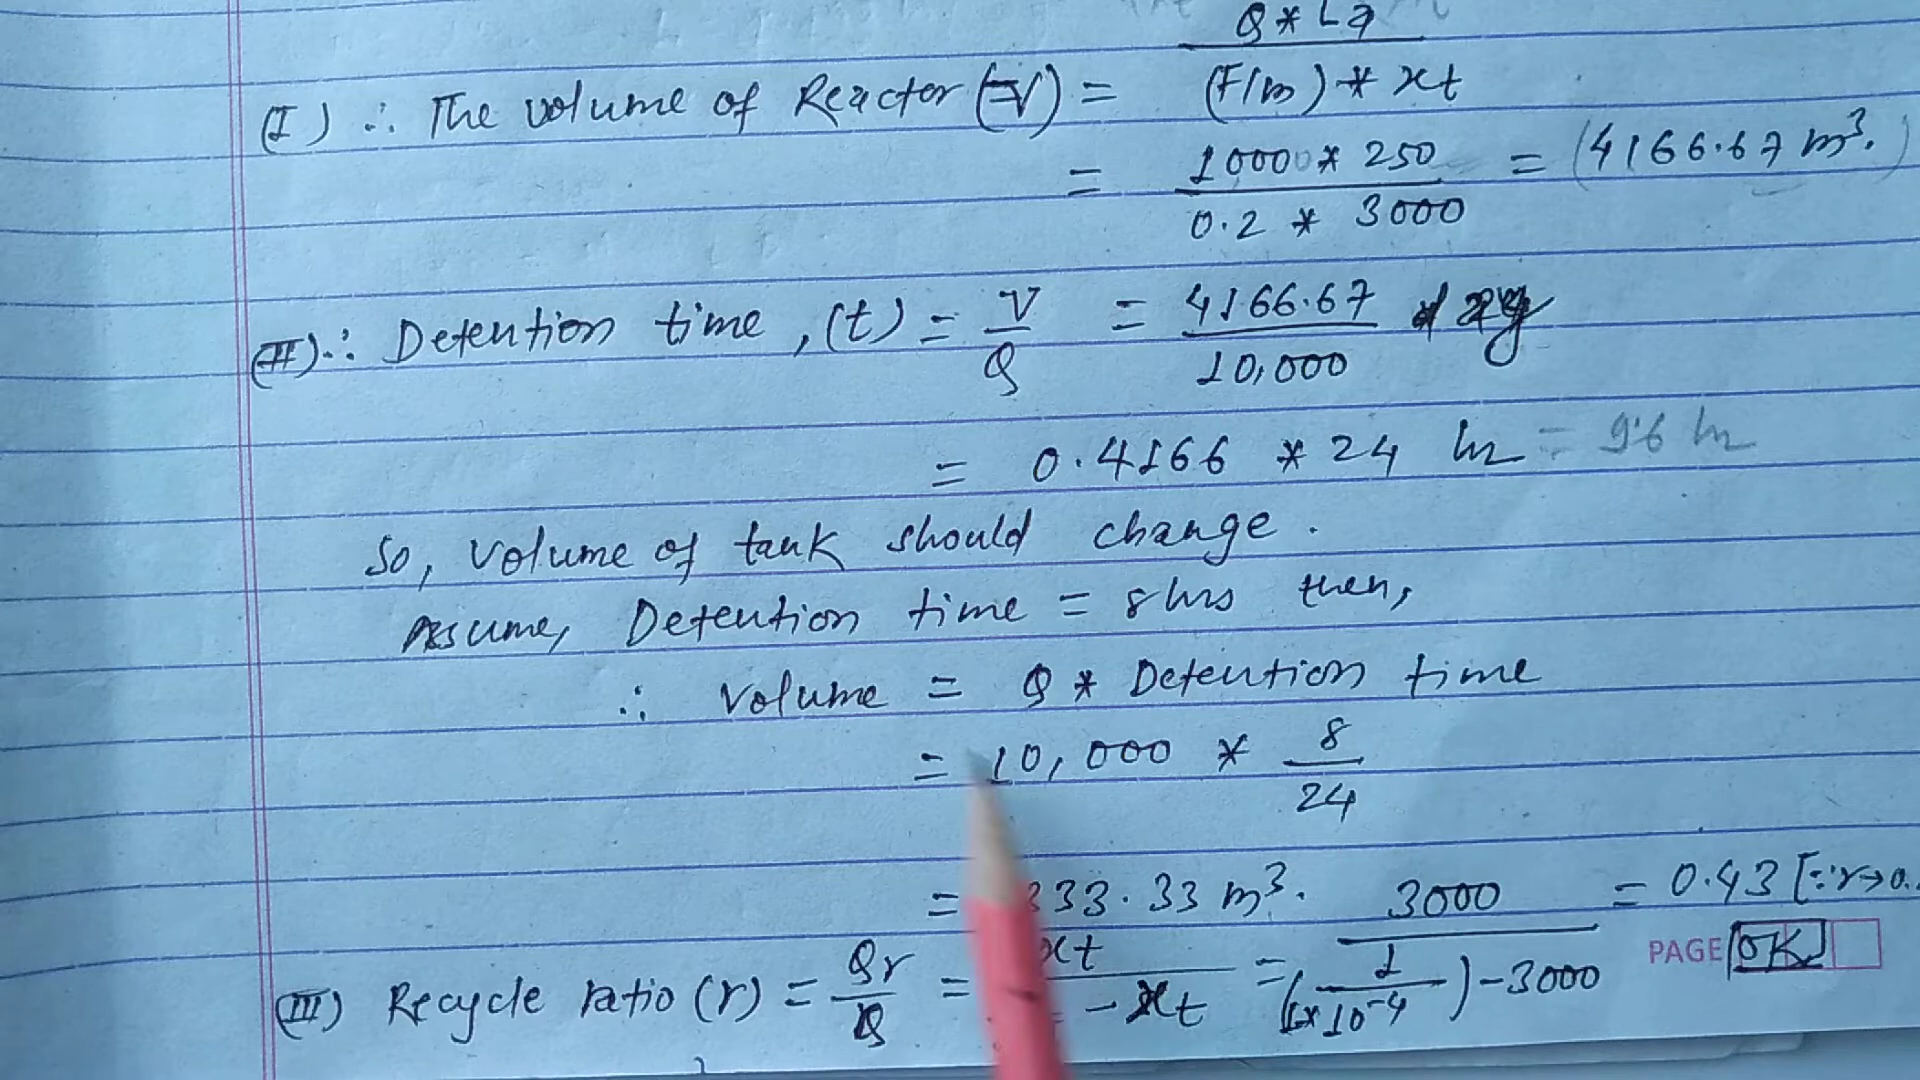 Q * La
(I) ∴ The volume of Reactor (V) = (F/m) * xt
= 10000 * 250 / 0.2 * 3000 = (4166.67 m³.)
(II) ∴ Detention time, (t) = V/Q = 4166.67 / 10,000
= 0.4166 * 24 hr = 9.6 hr
So, volume of tank should change.
Assume, Detention time = 8 hrs then,
∴ volume = Q * Detention time
= 10,000 * 8/24
= 333.33 m³.
3000 = 0.43 [∵ r → 0.
(III) Recycle ratio (r) = Qr/Q = xt / - xt = (1 / 1×10⁻⁴) - 3000
PAGE OK